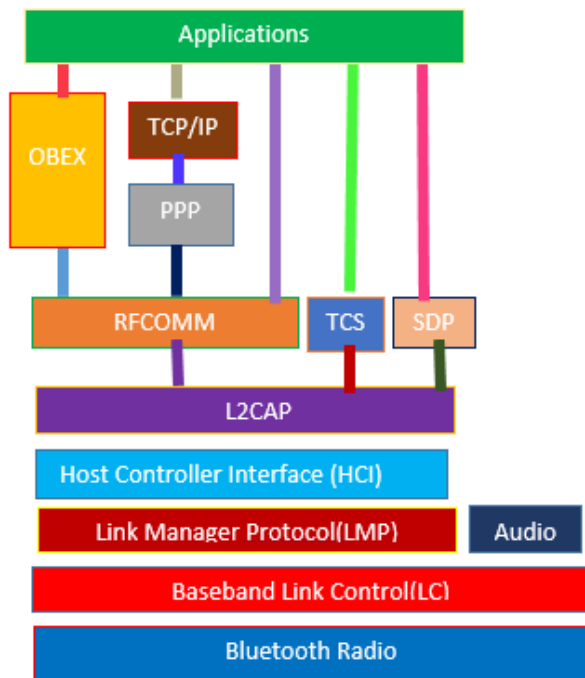 Applications
OBEX
TCP/IP
PPP
RFCOMM
TCS
SDP
L2CAP
Host Controller Interface (HCI)
Link Manager Protocol(LMP)
Audio
Baseband Link Control(LC)
Bluetooth Radio